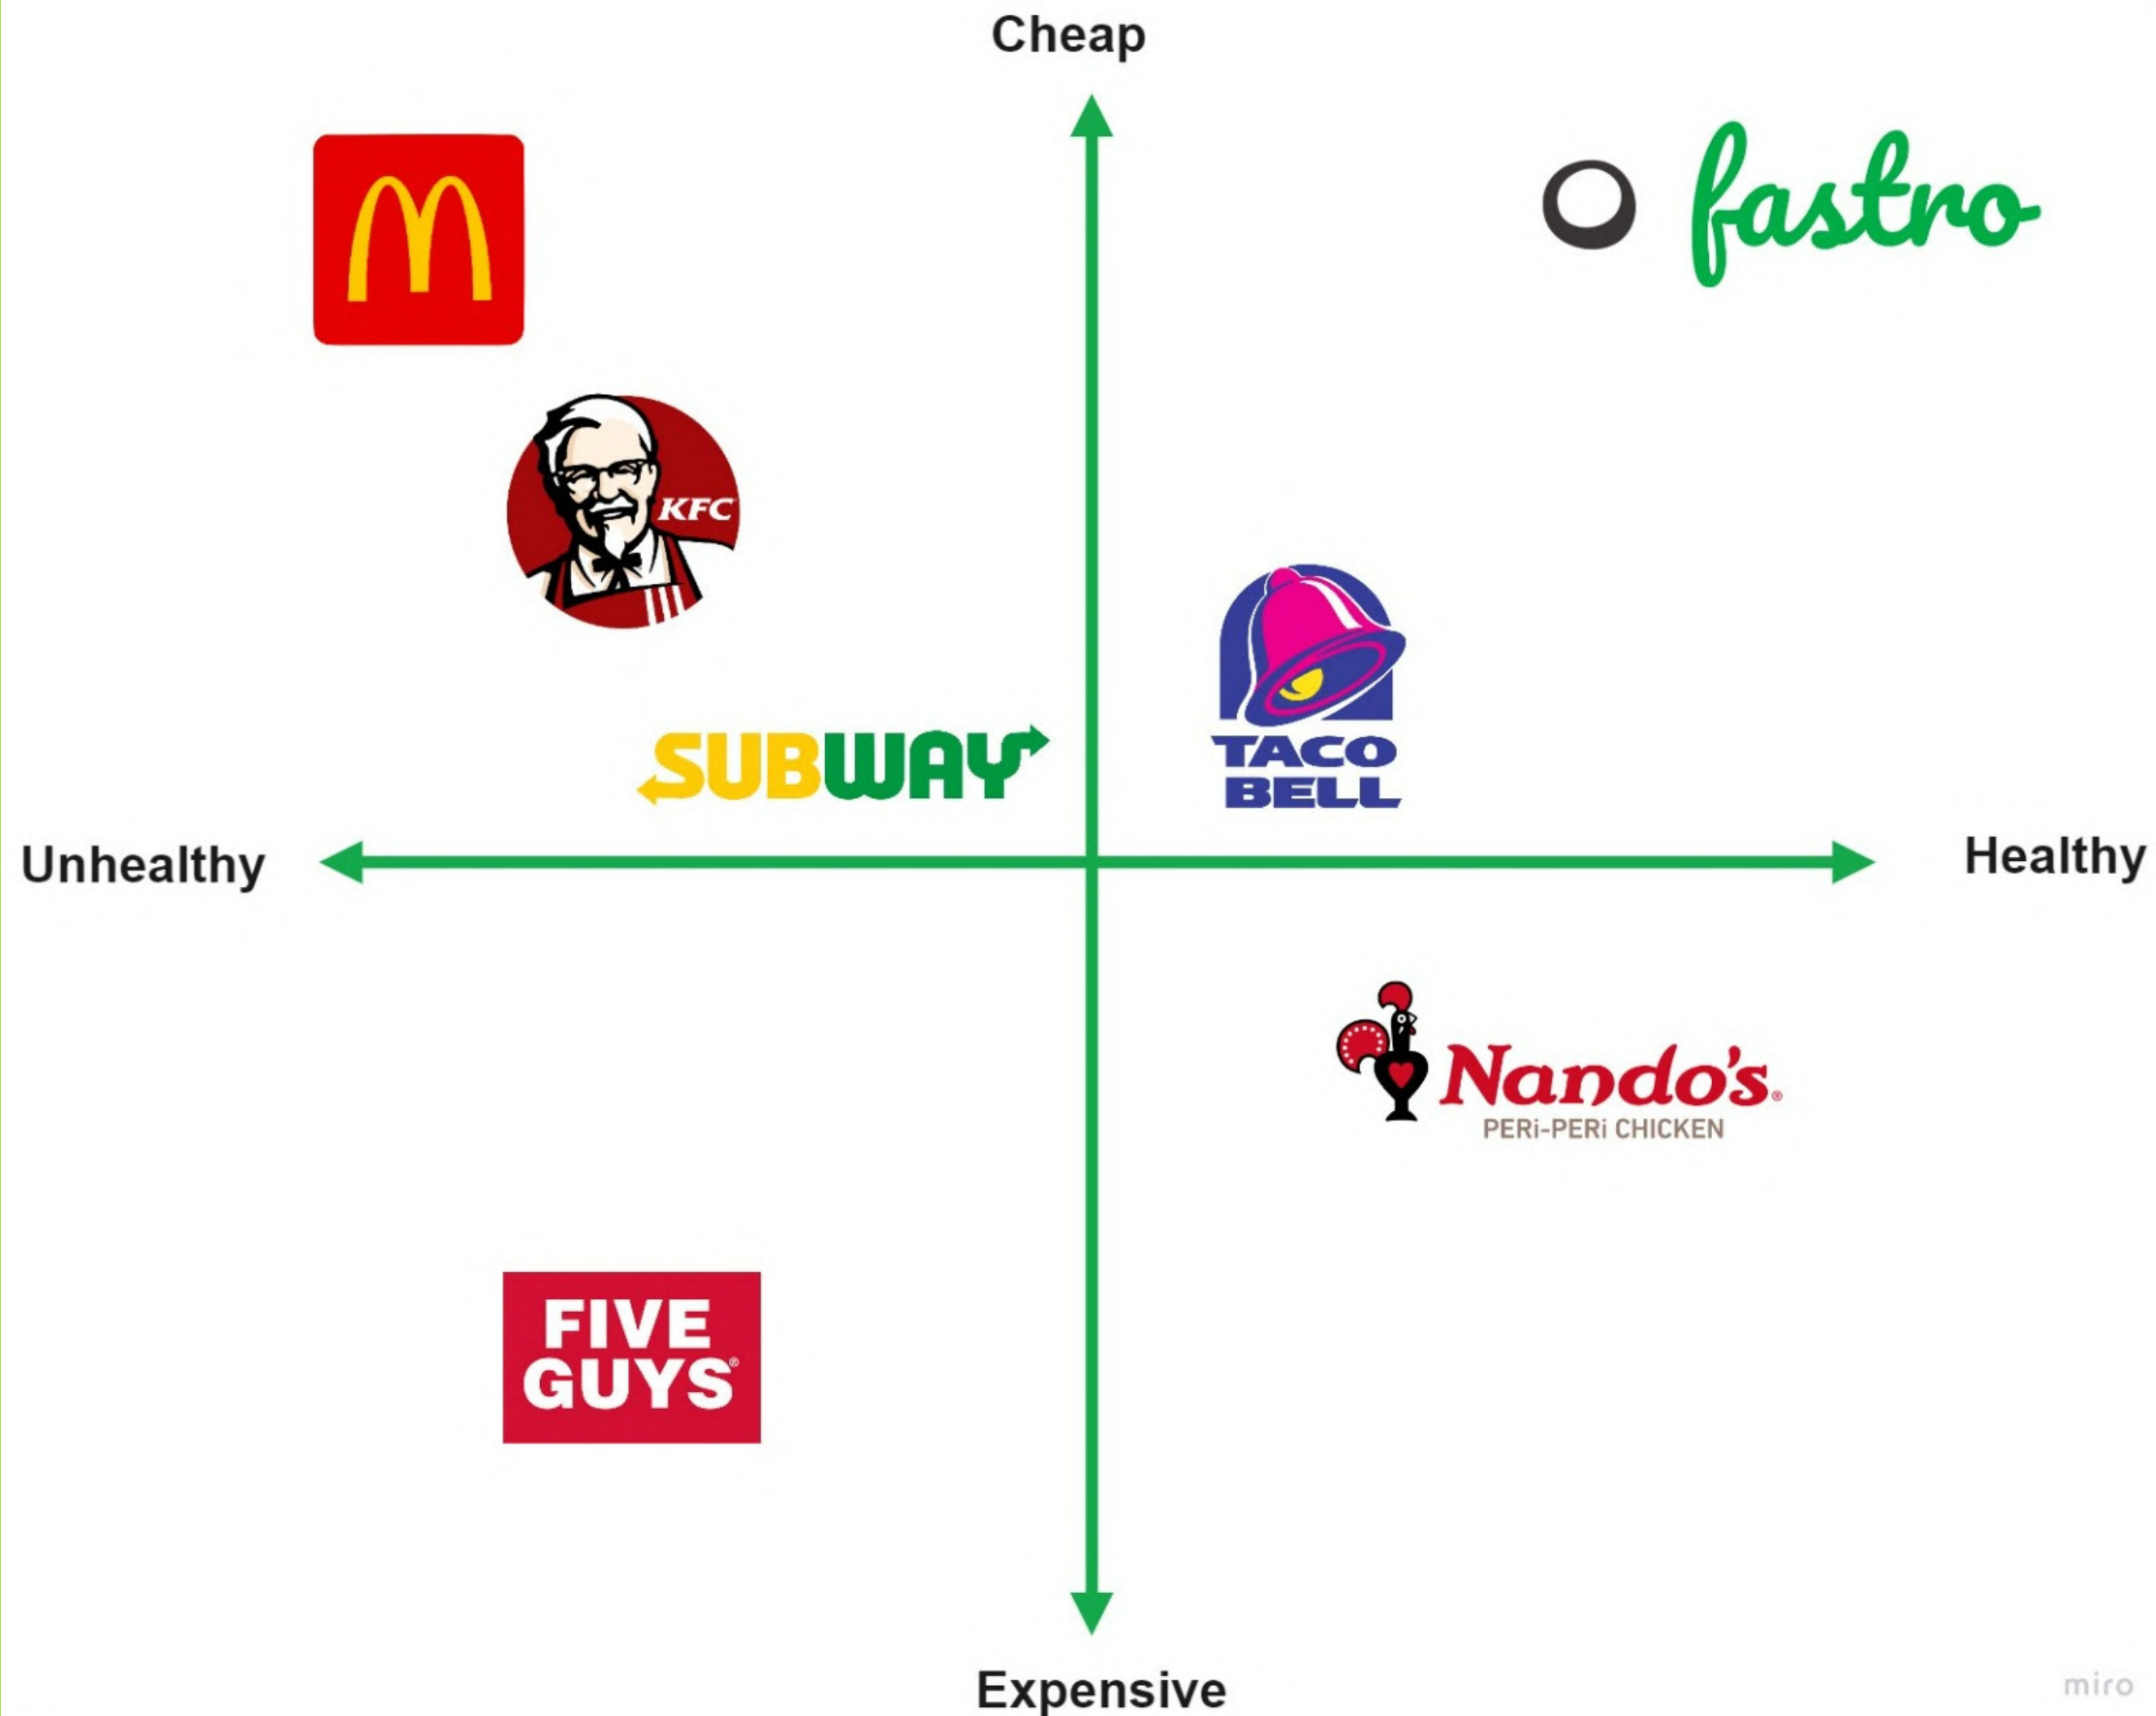 Cheap
fastro
KFC
SUBWAY
TACO
BELL
Unhealthy
Healthy
Nando's®
PERi-PERi CHICKEN
FIVE
GUYS®
Expensive
miro